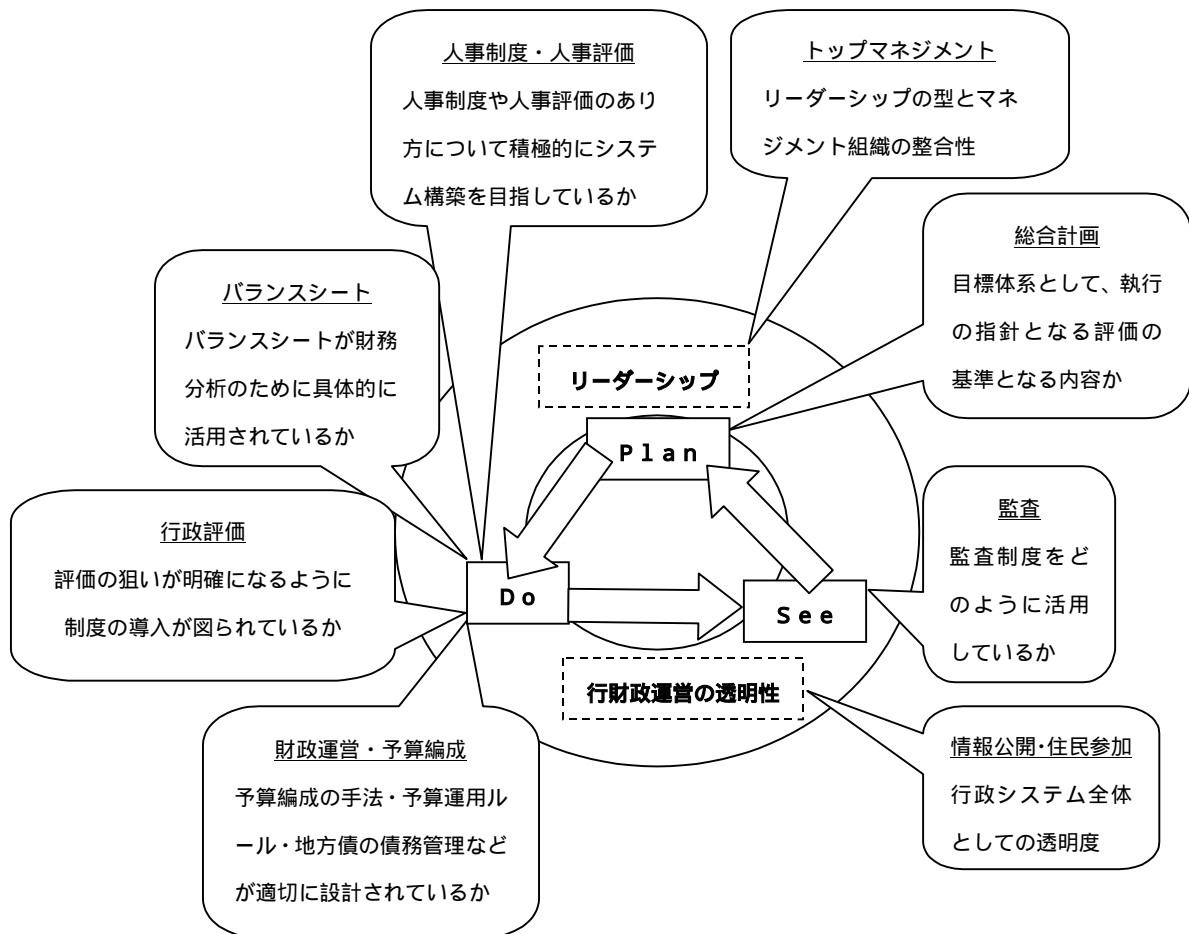 人事制度・人事評価
人事制度や人事評価のあり
方について積極的にシステ
ム構築を目指しているか
トップマネジメント
リーダーシップの型とマネ
ジメント組織の整合性
総合計画
目標体系として、執行
の指針となる評価の
基準となる内容か
バランスシート
バランスシートが財務
分析のために具体的に
活用されているか
リーダーシップ
Ｐｌａｎ
行政評価
評価の狙いが明確になるように
制度の導入が図られているか
Ｄｏ
Ｓｅｅ
監査
監査制度をど
のように活用
しているか
行財政運営の透明性
財政運営・予算編成
予算編成の手法・予算運用ル
ール・地方債の債務管理など
が適切に設計されているか
情報公開・住民参加
行政システム全体
としての透明度